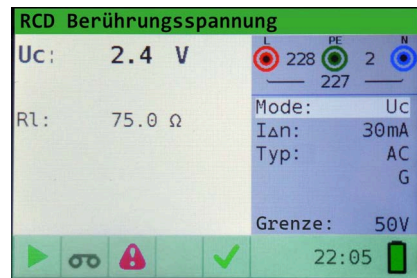 RCD Berührungsspannung
Uc: 2.4 V
Rl: 75.0 Ω
L PE N
228 2
227
Mode: Uc
IΔn: 30mA
Typ: AC
G
Grenze: 50V
22:05